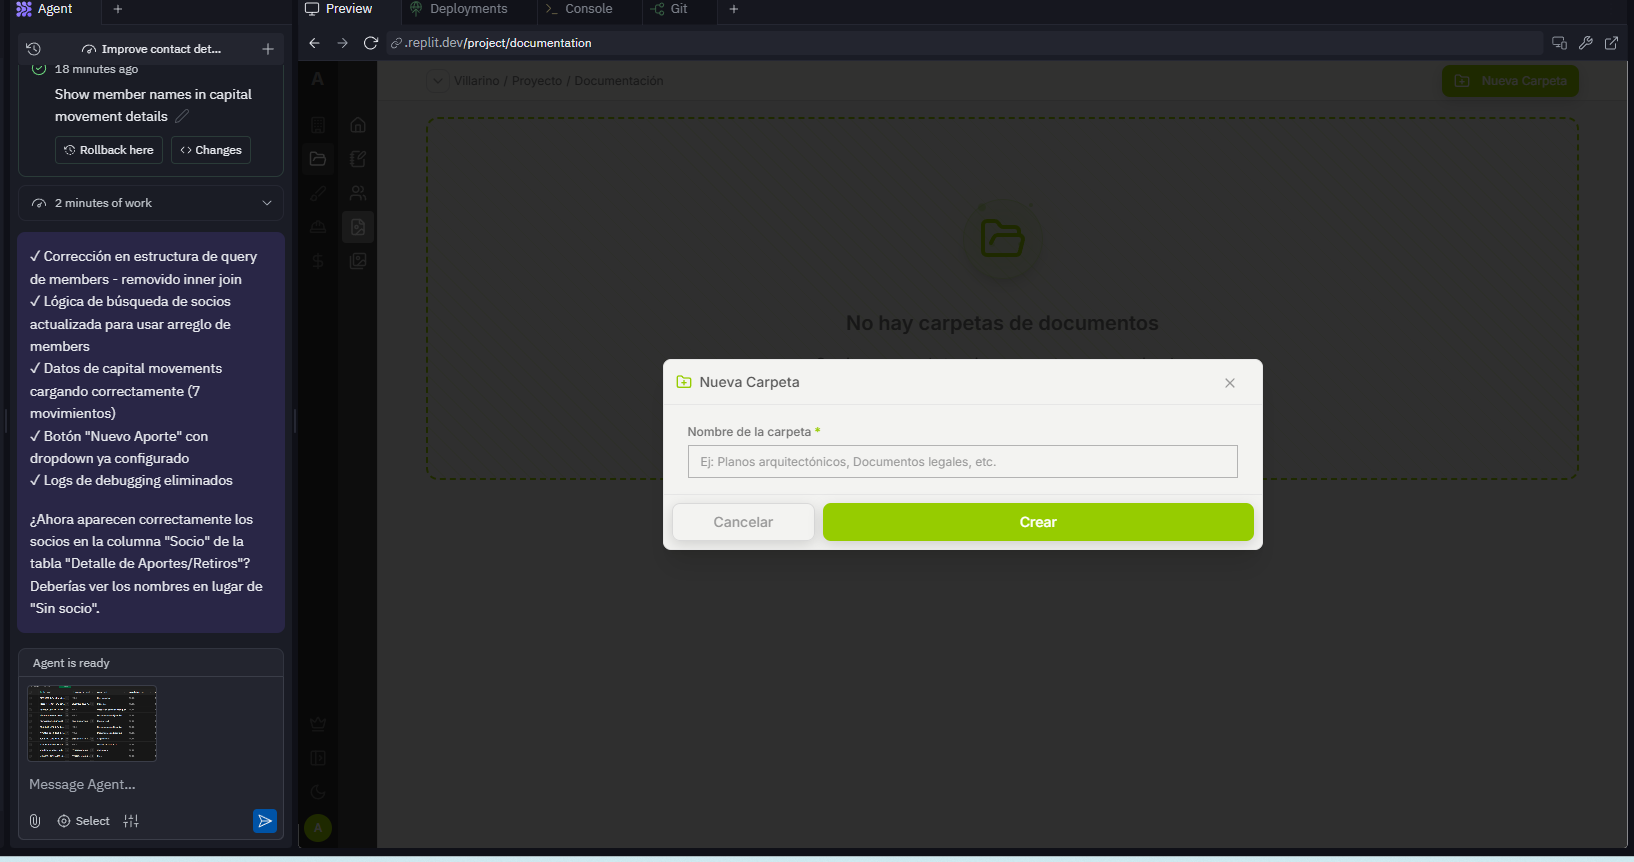 Agent
Improve contact det...
18 minutes ago
Show member names in capital
movement details
Rollback here
Changes
2 minutes of work
✓ Corrección en estructura de query
de members - removido inner join
✓ Lógica de búsqueda de socios
actualizada para usar arreglo de
members
✓ Datos de capital movements
cargando correctamente (7
movimientos)
✓ Botón "Nuevo Aporte" con
dropdown ya configurado
✓ Logs de debugging eliminados
¿Ahora aparecen correctamente los
socios en la columna "Socio" de la
tabla "Detalle de Aportes/Retiros"?
Deberías ver los nombres en lugar de
"Sin socio".
Agent is ready
Message Agent...
Select
Preview
Deployments
Console
Git
.replit.dev/project/documentation
A
Villarino / Proyecto / Documentación
Nueva Carpeta
No hay carpetas de documentos
Nueva Carpeta
Nombre de la carpeta *
Ej: Planos arquitectónicos, Documentos legales, etc.
Cancelar
Crear
A